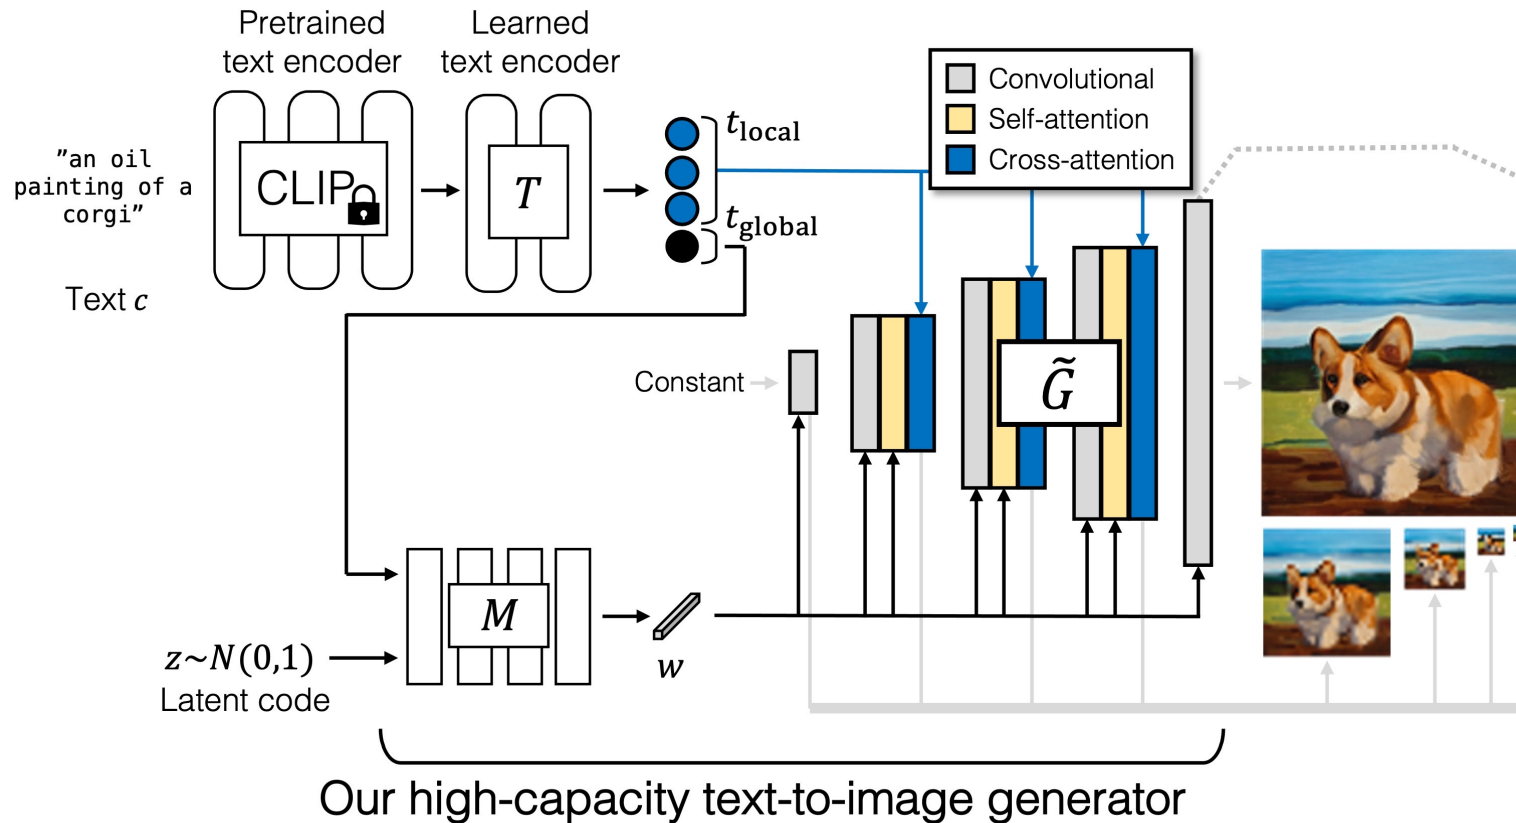 Pretrained
text encoder
Learned
text encoder
"an oil
painting of a
corgi"
Text c
CLIP
T
t_local
t_global
Convolutional
Self-attention
Cross-attention
Constant
G̃
M
z~N(0,1)
Latent code
w
Our high-capacity text-to-image generator